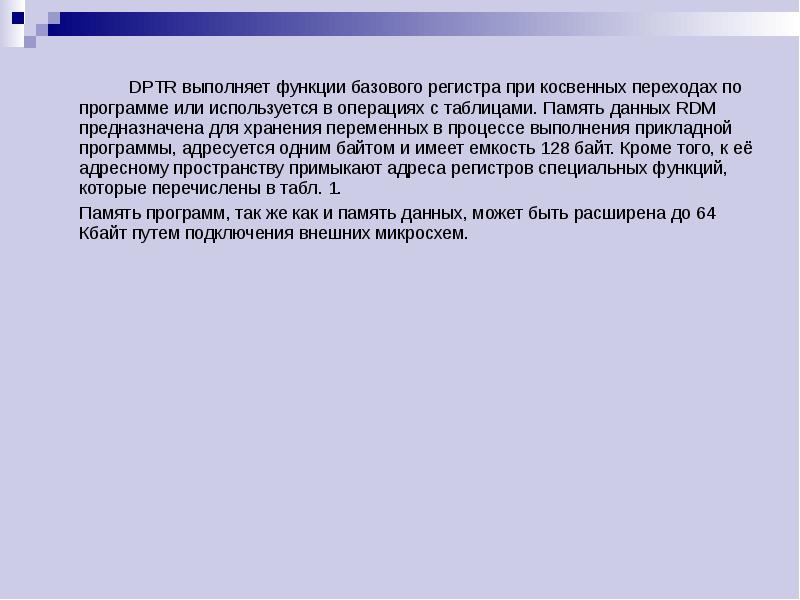 DPTR выполняет функции базового регистра при косвенных переходах по
программе или используется в операциях с таблицами. Память данных RDM
предназначена для хранения переменных в процессе выполнения прикладной
программы, адресуется одним байтом и имеет емкость 128 байт. Кроме того, к её
адресному пространству примыкают адреса регистров специальных функций,
которые перечислены в табл. 1.
Память программ, так же как и память данных, может быть расширена до 64
Кбайт путем подключения внешних микросхем.